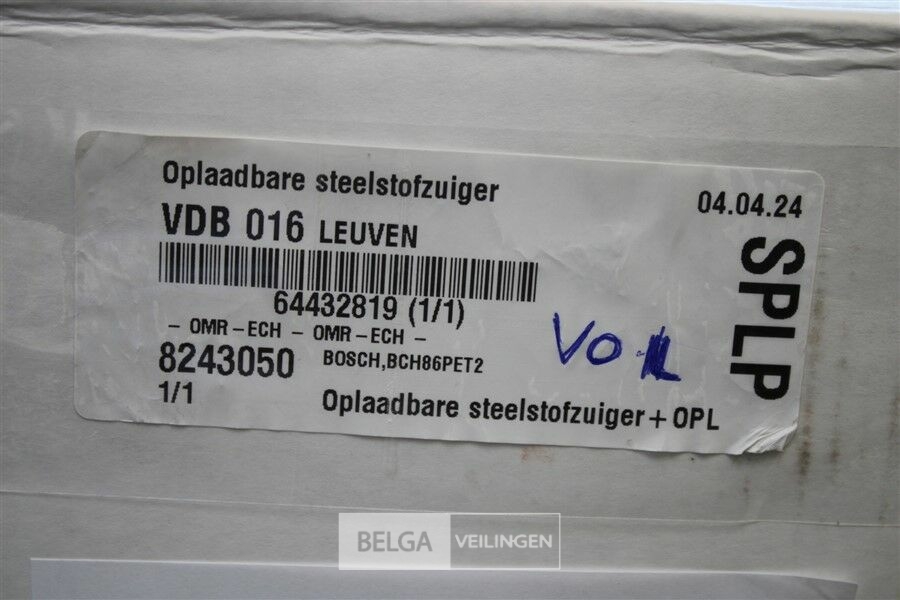 Oplaadbare steelstofzuiger
04.04.24
VDB 016 LEUVEN
SPLP
64432819 (1/1)
- OMR-ECH - OMR-ECH -
8243050 BOSCH,BCH86PET2
VOL
1/1
Oplaadbare steelstofzuiger + OPL
BELGA VEILINGEN